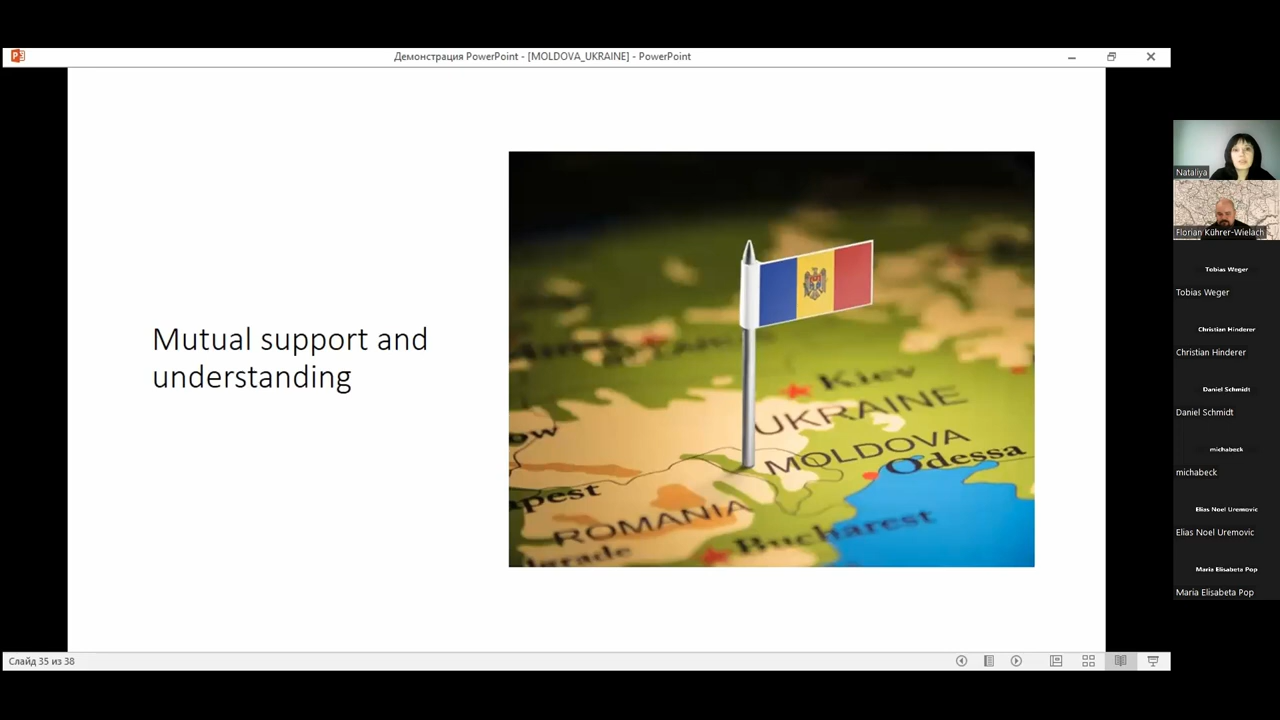 Демонстрация PowerPoint - [MOLDOVA_UKRAINE] - PowerPoint
Mutual support and
understanding
Kiev
UKRAINE
MOLDOVA
Odessa
ROMANIA
Bucharest
Слайд 35 из 38
Nataliya
Florian Kührer-Wielach
Tobias Weger
Tobias Weger
Christian Hinderer
Christian Hinderer
Daniel Schmidt
Daniel Schmidt
michabeck
michabeck
Elias Noel Uremovic
Elias Noel Uremovic
Maria Elisabeta Pop
Maria Elisabeta Pop